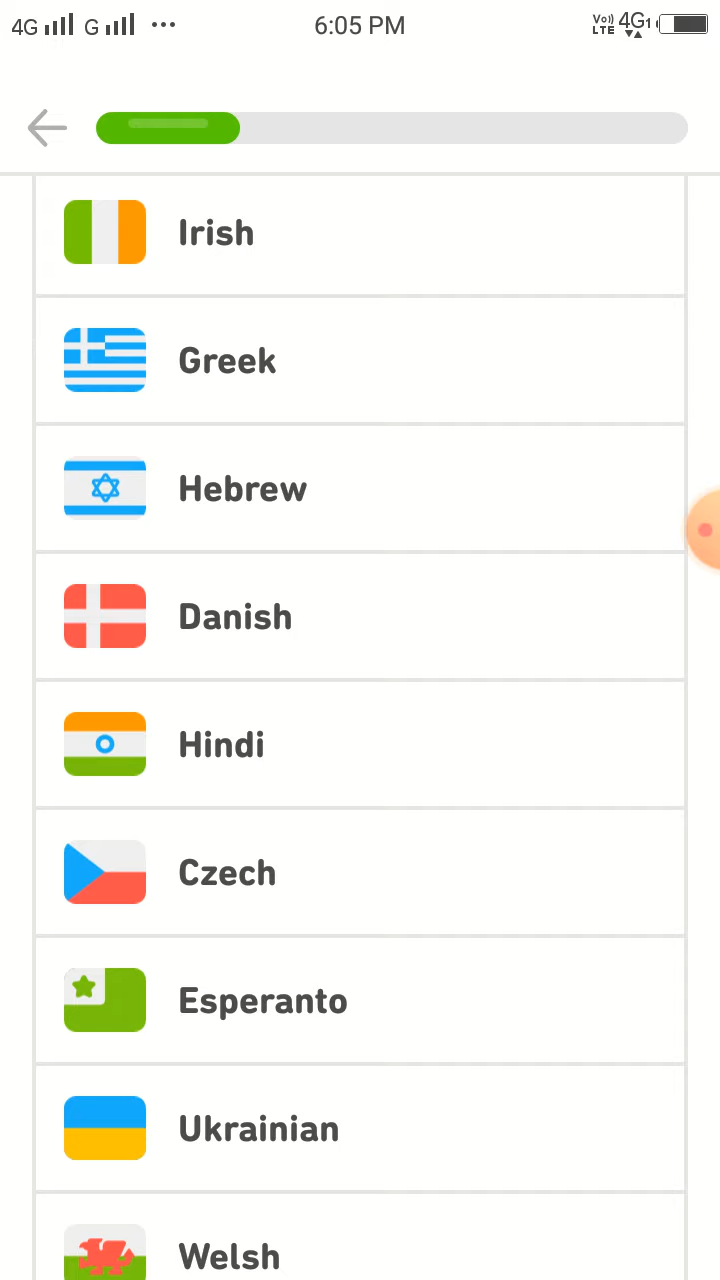 4G G ... 6:05 PM Vo)) LTE 4G1
Irish
Greek
Hebrew
Danish
Hindi
Czech
Esperanto
Ukrainian
Welsh